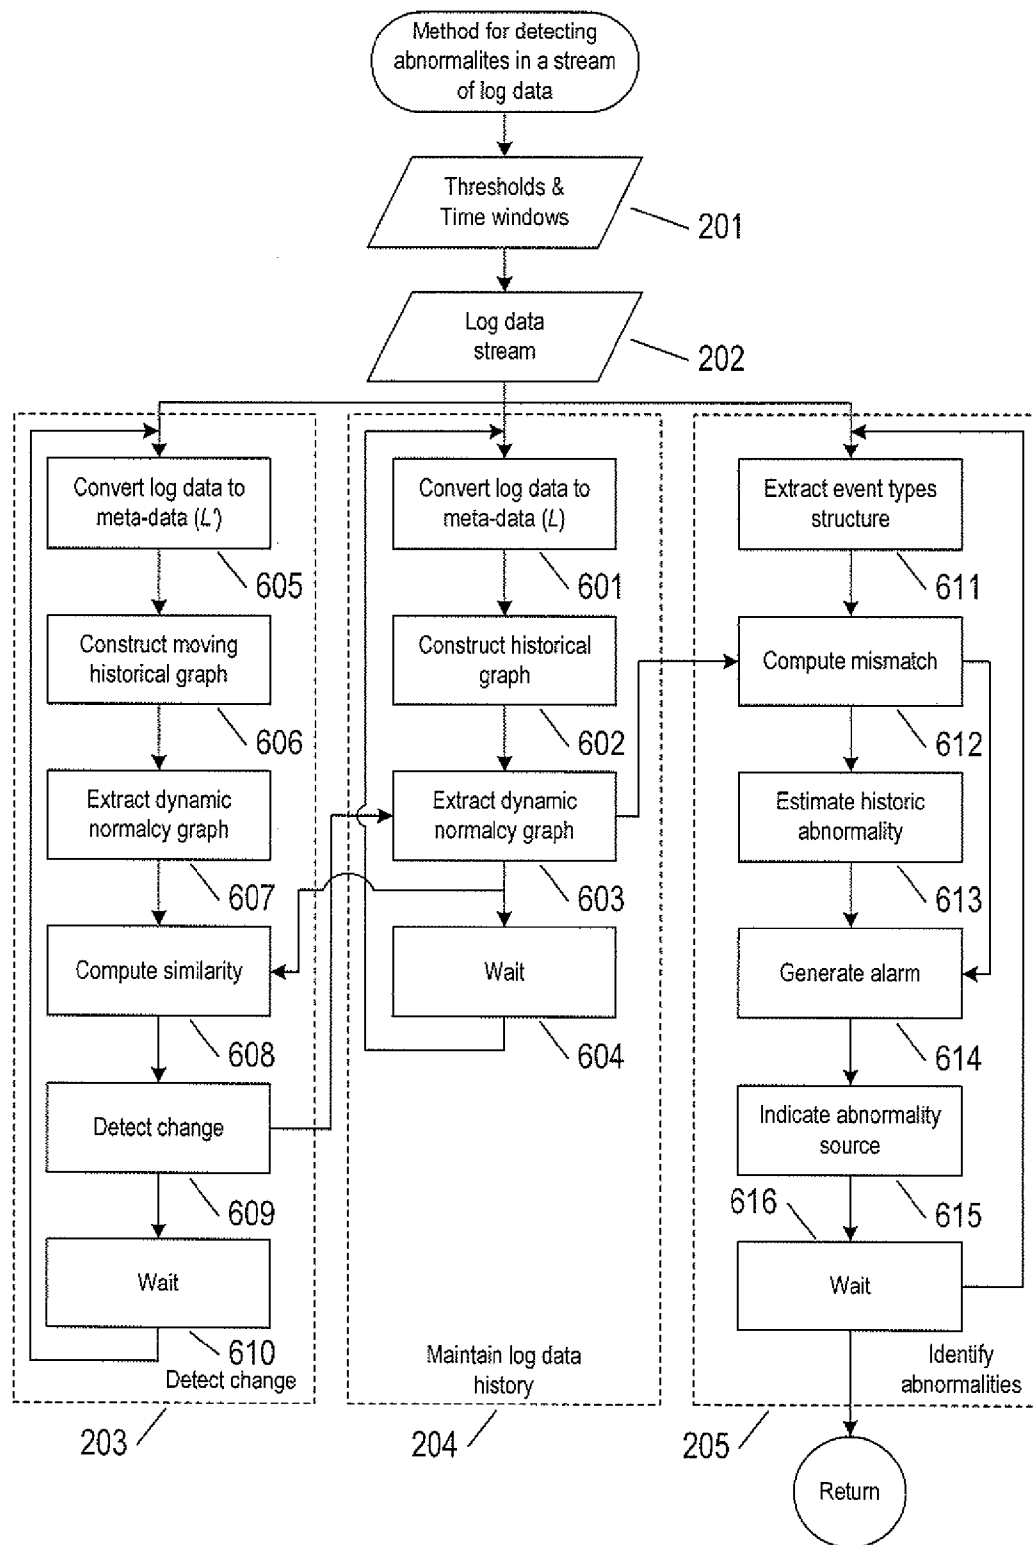 Method for detecting
abnormalites in a stream
of log data
Thresholds &
Time windows
201
Log data
stream
202
Convert log data to
meta-data (L')
605
Construct moving
historical graph
606
Extract dynamic
normalcy graph
607
Compute similarity
608
Detect change
609
Wait
610
Detect change
203
Convert log data to
meta-data (L)
601
Construct historical
graph
602
Extract dynamic
normalcy graph
603
Wait
604
Maintain log data
history
204
Extract event types
structure
611
Compute mismatch
612
Estimate historic
abnormality
613
Generate alarm
614
Indicate abnormality
source
615
616
Wait
Identify
abnormalities
205
Return